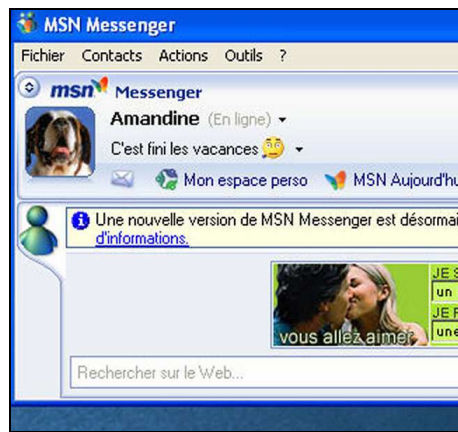 MSN Messenger
Fichier Contacts Actions Outils ?
msn Messenger
Amandine (En ligne)
C'est fini les vacances
Mon espace perso MSN Aujourd'hu
Une nouvelle version de MSN Messenger est désormai
d'informations.
JE S
un
JE R
une
vous allez aimer
Rechercher sur le Web...